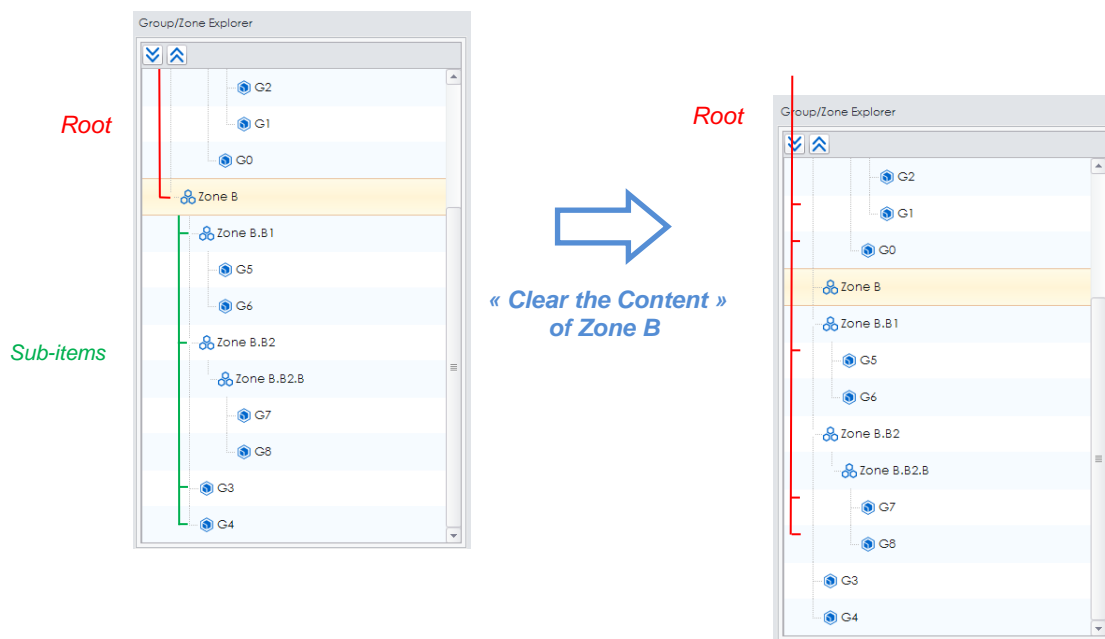 Group/Zone Explorer
G2
G1
Root
G0
Zone B
Zone B.B1
G5
G6
Sub-items
Zone B.B2
Zone B.B2.B
G7
G8
G3
G4
« Clear the Content »
of Zone B
Root
Group/Zone Explorer
G2
G1
G0
Zone B
Zone B.B1
G5
G6
Zone B.B2
Zone B.B2.B
G7
G8
G3
G4